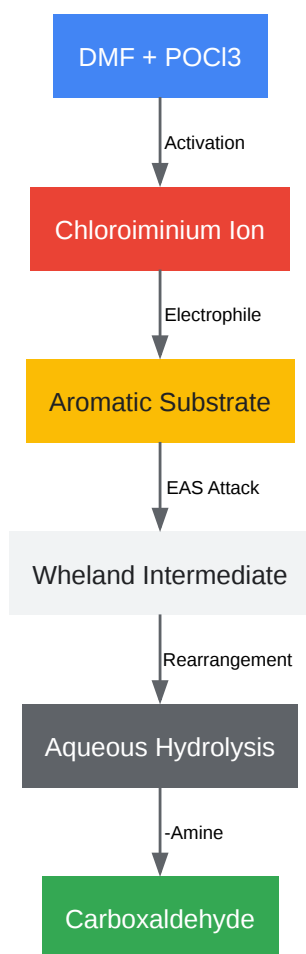 DMF + POCl3
Activation
Chloroiminium Ion
Electrophile
Aromatic Substrate
EAS Attack
Wheland Intermediate
Rearrangement
Aqueous Hydrolysis
-Amine
Carboxaldehyde